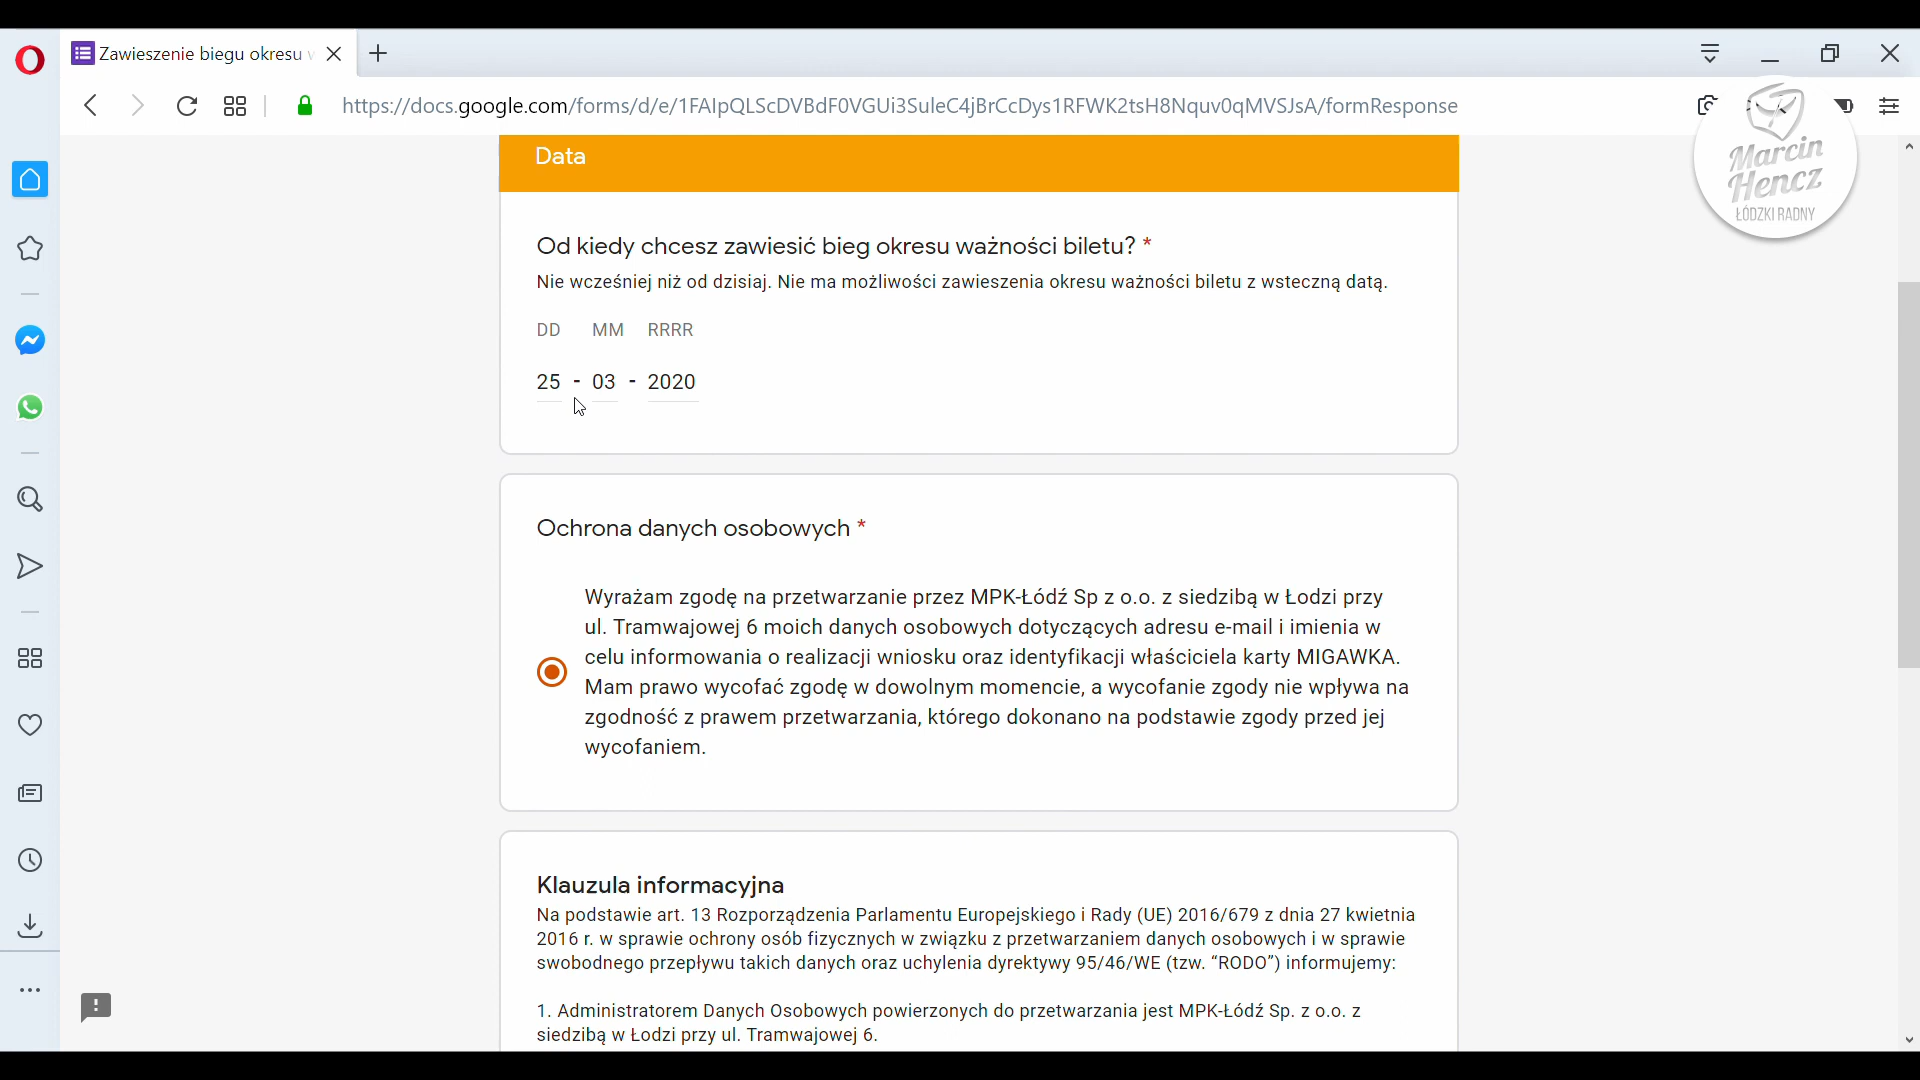 Zawieszenie biegu okresu
https://docs.google.com/forms/d/e/1FAIpQLScDVBdF0VGUi3SuleC4jBrCcDys1RFWK2tsH8Nquv0qMVSJsA/formResponse
Marcin
Hencz
ŁÓDZKI RADNY
Data
Od kiedy chcesz zawiesić bieg okresu ważności biletu? *
Nie wcześniej niż od dzisiaj. Nie ma możliwości zawieszenia okresu ważności biletu z wsteczną datą.
DD MM RRRR
25 - 03 - 2020
Ochrona danych osobowych *
Wyrażam zgodę na przetwarzanie przez MPK-Łódź Sp z o.o. z siedzibą w Łodzi przy
ul. Tramwajowej 6 moich danych osobowych dotyczących adresu e-mail i imienia w
celu informowania o realizacji wniosku oraz identyfikacji właściciela karty MIGAWKA.
Mam prawo wycofać zgodę w dowolnym momencie, a wycofanie zgody nie wpływa na
zgodność z prawem przetwarzania, którego dokonano na podstawie zgody przed jej
wycofaniem.
Klauzula informacyjna
Na podstawie art. 13 Rozporządzenia Parlamentu Europejskiego i Rady (UE) 2016/679 z dnia 27 kwietnia
2016 r. w sprawie ochrony osób fizycznych w związku z przetwarzaniem danych osobowych i w sprawie
swobodnego przepływu takich danych oraz uchylenia dyrektywy 95/46/WE (tzw. “RODO”) informujemy:
1. Administratorem Danych Osobowych powierzonych do przetwarzania jest MPK-Łódź Sp. z o.o. z
siedzibą w Łodzi przy ul. Tramwajowej 6.